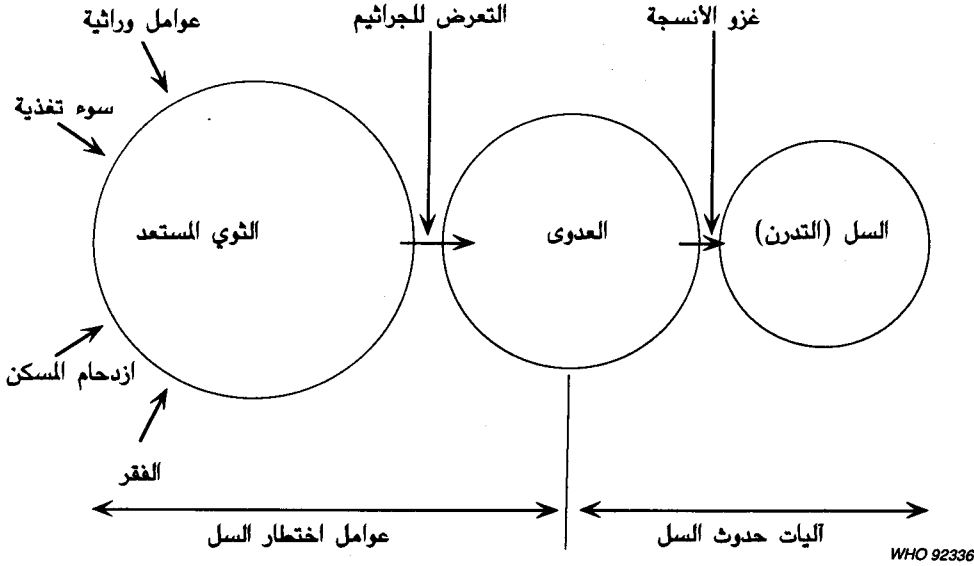 عوامل وراثية
التعرض للجراثيم
غزو الأنسجة
سوء تغذية
الثوي المستعد
العدوى
السل (التدرن)
ازدحام المسكن
الفقر
عوامل اختطار السل
آليات حدوث السل
WHO 92336